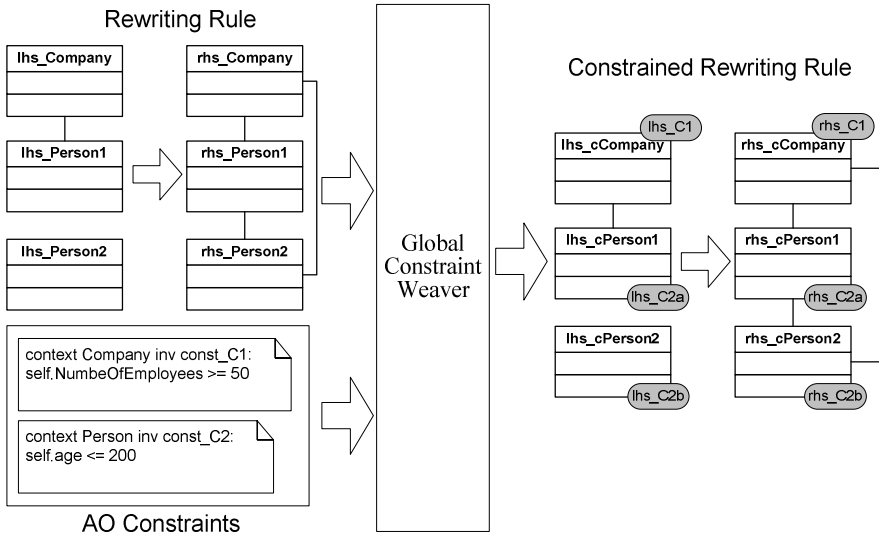 Rewriting Rule
lhs_Company
rhs_Company
lhs_Person1
rhs_Person1
lhs_Person2
rhs_Person2
context Company inv const_C1:
self.NumbeOfEmployees >= 50
context Person inv const_C2:
self.age <= 200
AO Constraints
Global
Constraint
Weaver
Constrained Rewriting Rule
lhs_C1
lhs_cCompany
rhs_C1
rhs_cCompany
lhs_cPerson1
lhs_C2a
rhs_cPerson1
rhs_C2a
lhs_cPerson2
lhs_C2b
rhs_cPerson2
rhs_C2b